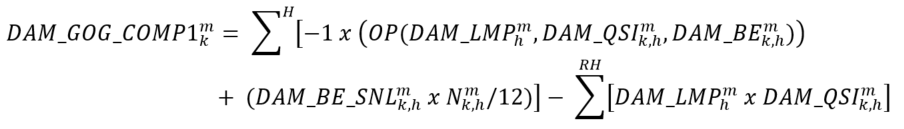 DAM_GOG_COMP1ₖᵐ = ∑ᴴ[−1 x (OP(DAM_LMPₕᵐ, DAM_QSIₖ,ₕᵐ, DAM_BEₖ,ₕᵐ))
+ (DAM_BE_SNLₖ,ₕᵐ x Nₖ,ₕᵐ/12)] − ∑ᴿᴴ[DAM_LMPₕᵐ x DAM_QSIₖ,ₕᵐ]